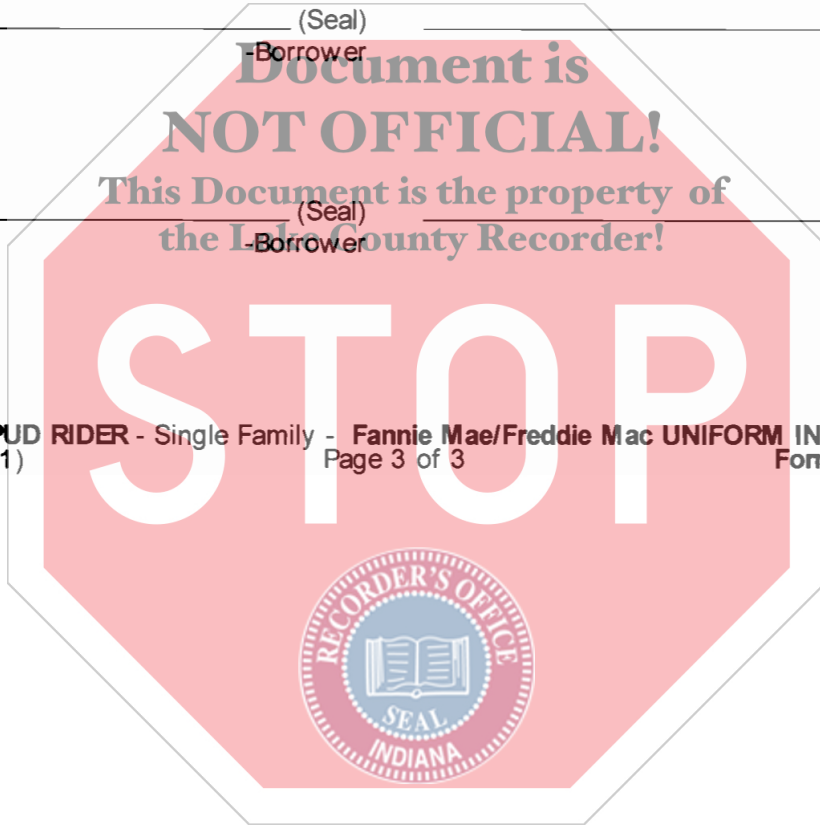 (Seal)
-Borrower
Document is
NOT OFFICIAL!
This Document is the property of
(Seal)
the Lake County Recorder!
-Borrower
STOP
PUD RIDER - Single Family - Fannie Mae/Freddie Mac UNIFORM IN
1) Page 3 of 3
RECORDER'S OFFICE
SEAL
INDIANA